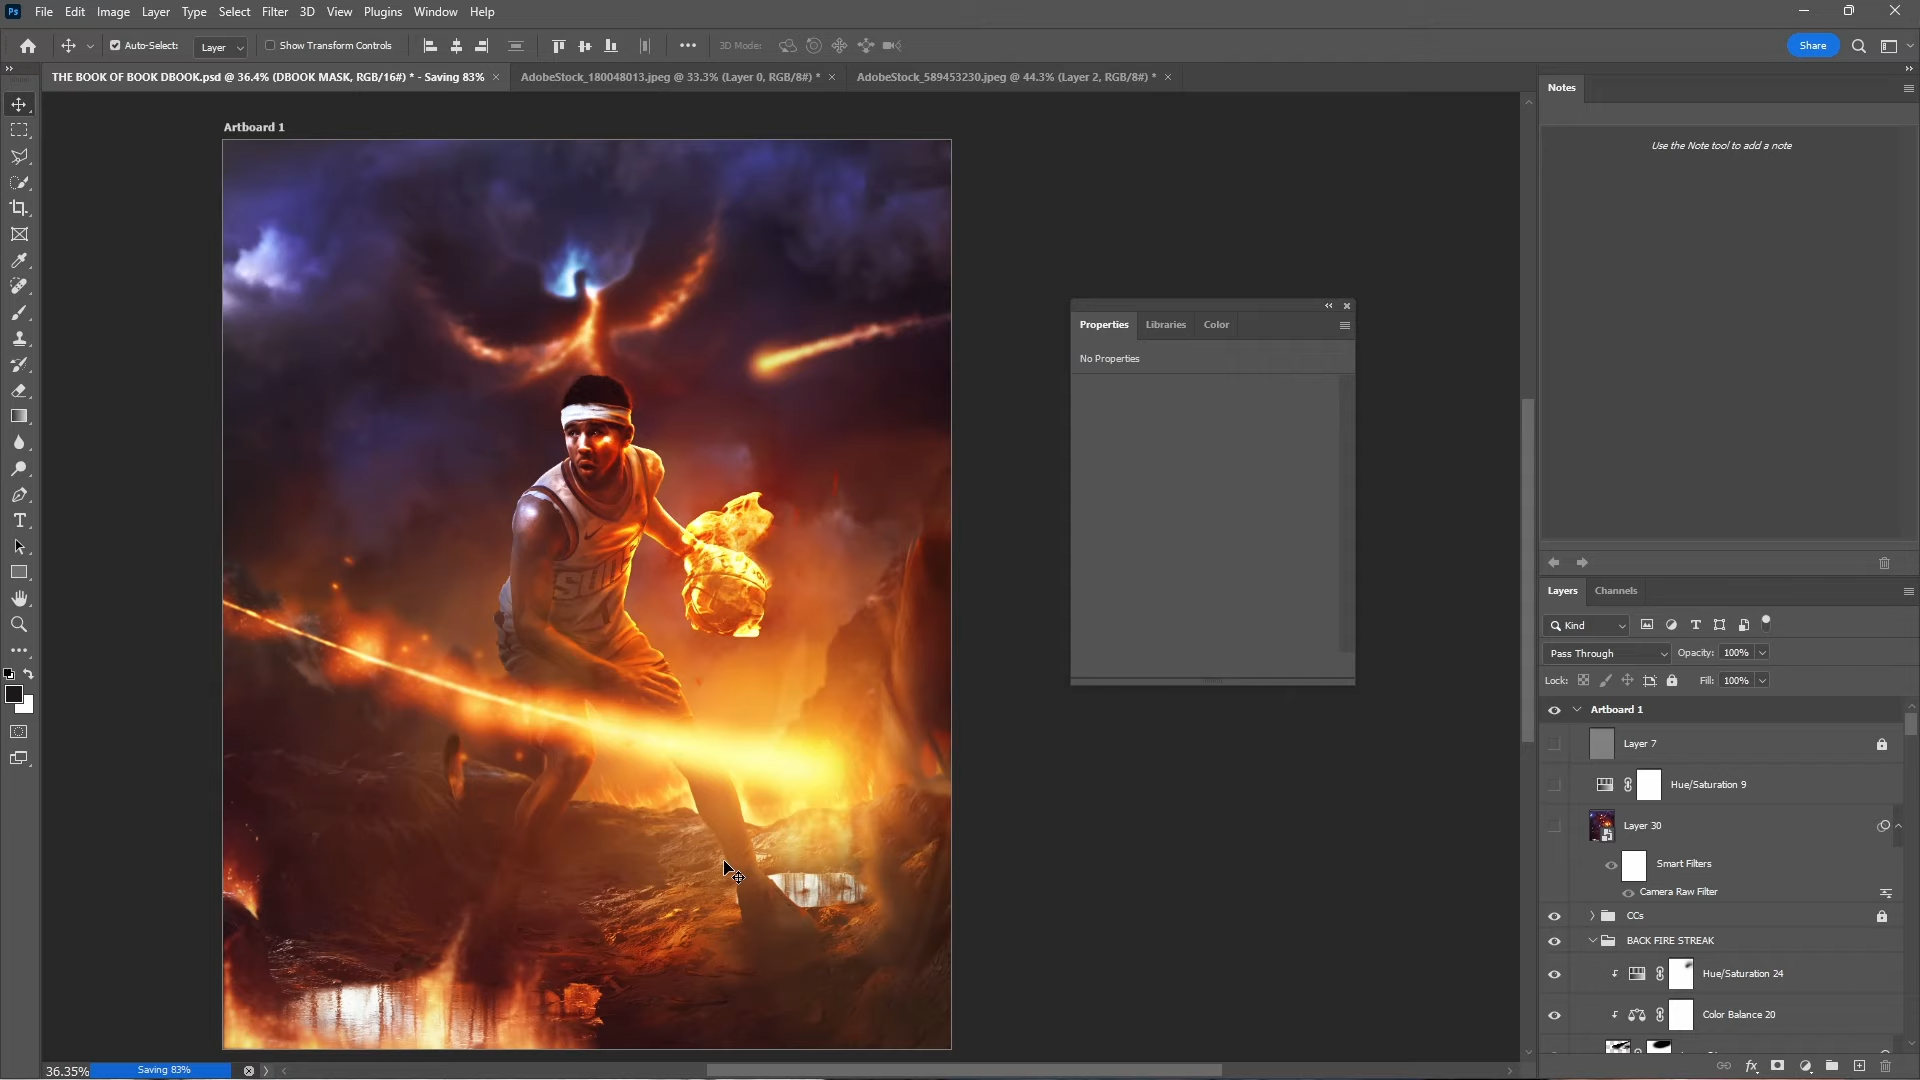 Ps File Edit Image Layer Type Select Filter 3D View Plugins Window Help
Auto-Select: Layer Show Transform Controls 3D Mode: Share
THE BOOK OF BOOK DBOOK.psd @ 36.4% (DBOOK MASK, RGB/16#) * - Saving 83% AdobeStock_180048013.jpeg @ 33.3% (Layer 0, RGB/8#) * AdobeStock_589453230.jpeg @ 44.3% (Layer 2, RGB/8#) *
Notes
Artboard 1
Use the Note tool to add a note
Properties Libraries Color
No Properties
SUNS
Layers Channels
Kind
Pass Through Opacity: 100%
Lock: Fill: 100%
Artboard 1
Layer 7
Hue/Saturation 9
Layer 30
Smart Filters
Camera Raw Filter
CCs
BACK FIRE STREAK
Hue/Saturation 24
Color Balance 20
36.35% Saving 83%